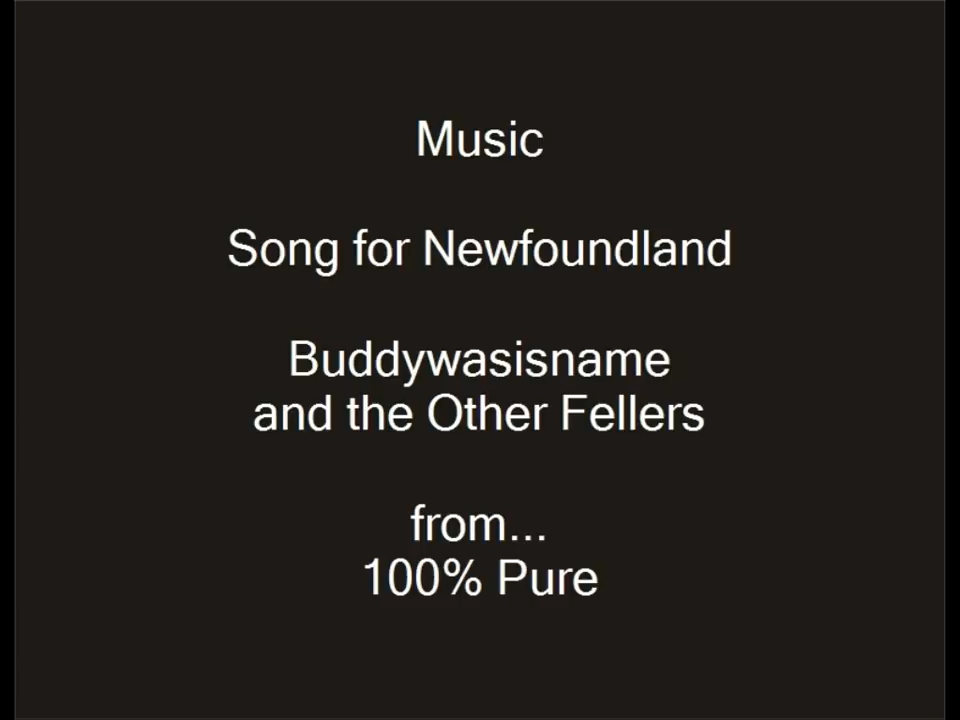 Music
Song for Newfoundland
Buddywasisname
and the Other Fellers
from...
100% Pure